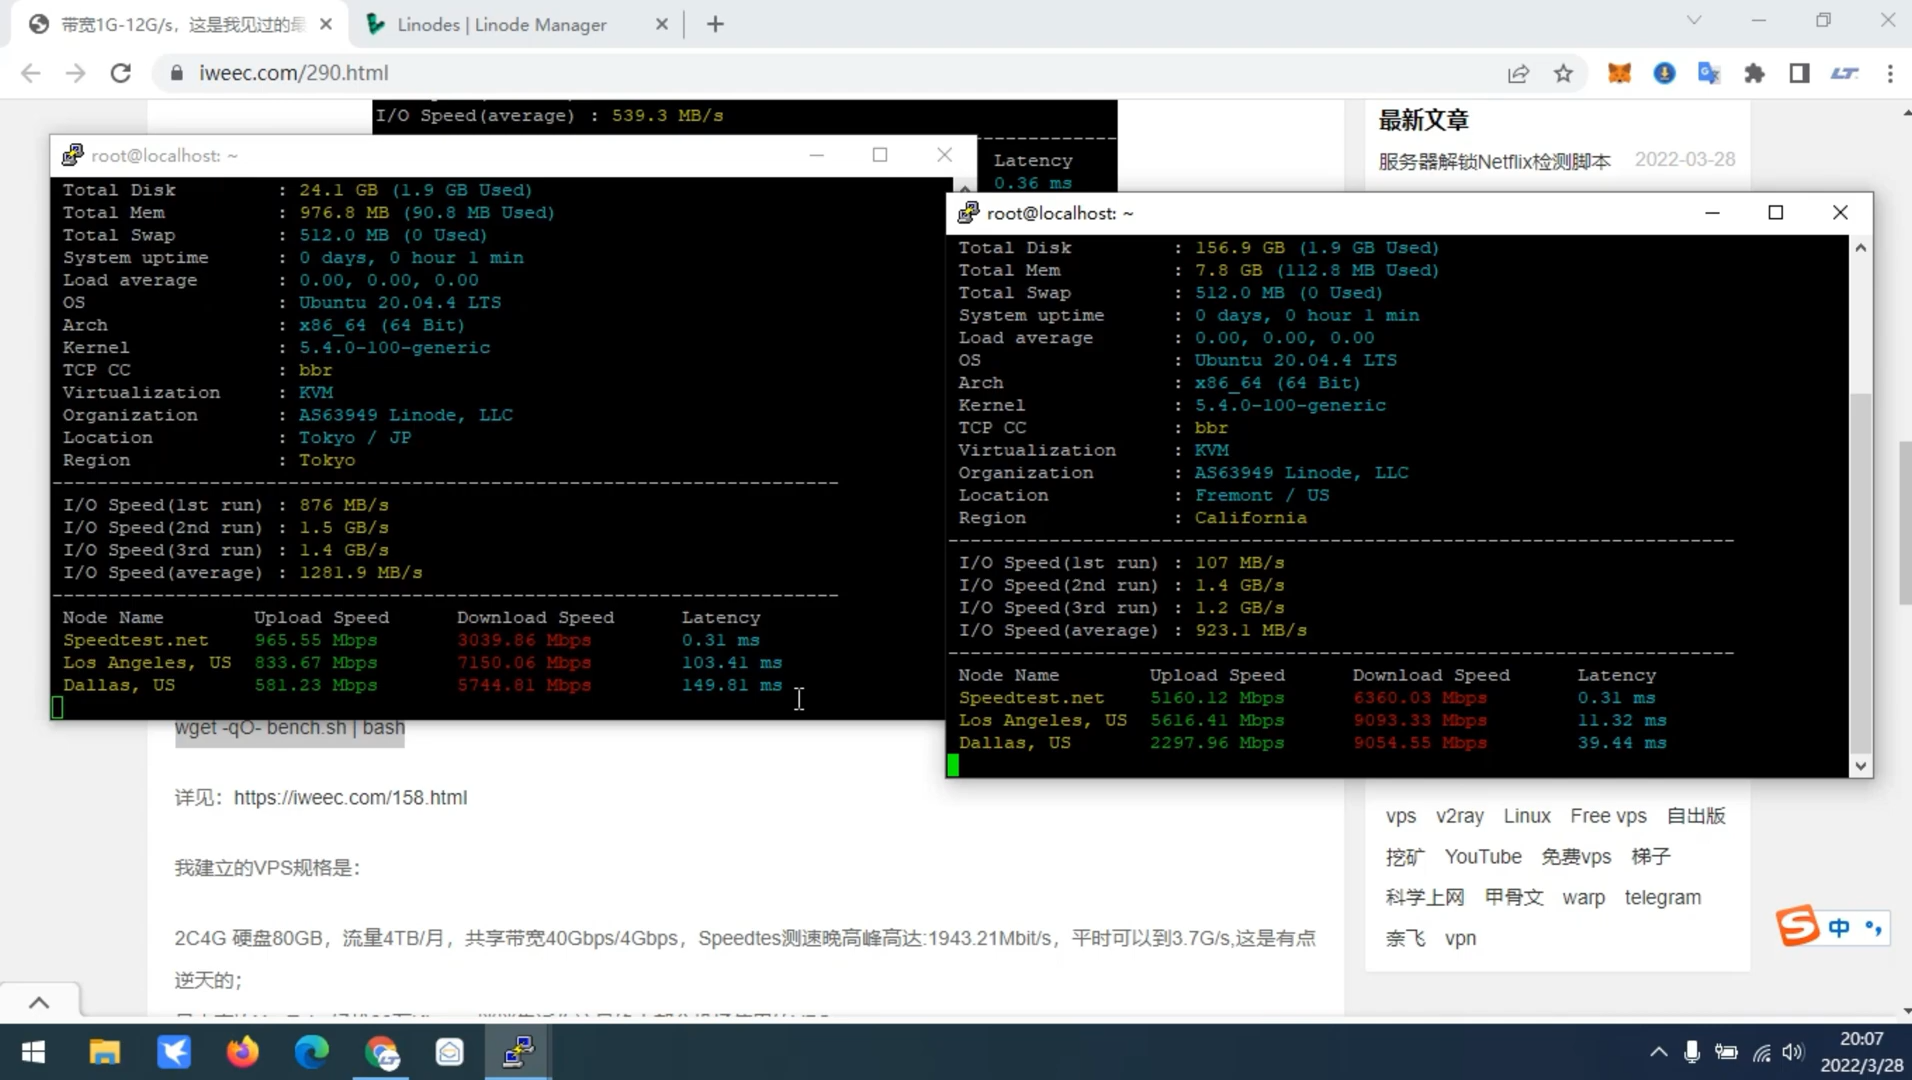 带宽1G-12G/s，这是我见过的最
Linodes | Linode Manager
iweec.com/290.html
I/O Speed(average) : 539.3 MB/s
Latency
0.36 ms
最新文章
服务器解锁Netflix检测脚本 2022-03-28
root@localhost: ~
Total Disk : 24.1 GB (1.9 GB Used)
Total Mem : 976.8 MB (90.8 MB Used)
Total Swap : 512.0 MB (0 Used)
System uptime : 0 days, 0 hour 1 min
Load average : 0.00, 0.00, 0.00
OS : Ubuntu 20.04.4 LTS
Arch : x86_64 (64 Bit)
Kernel : 5.4.0-100-generic
TCP CC : bbr
Virtualization : KVM
Organization : AS63949 Linode, LLC
Location : Tokyo / JP
Region : Tokyo
I/O Speed(1st run) : 876 MB/s
I/O Speed(2nd run) : 1.5 GB/s
I/O Speed(3rd run) : 1.4 GB/s
I/O Speed(average) : 1281.9 MB/s
Node Name Upload Speed Download Speed Latency
Speedtest.net 965.55 Mbps 3039.86 Mbps 0.31 ms
Los Angeles, US 833.67 Mbps 7150.06 Mbps 103.41 ms
Dallas, US 581.23 Mbps 5744.81 Mbps 149.81 ms
root@localhost: ~
Total Disk : 156.9 GB (1.9 GB Used)
Total Mem : 7.8 GB (112.8 MB Used)
Total Swap : 512.0 MB (0 Used)
System uptime : 0 days, 0 hour 1 min
Load average : 0.00, 0.00, 0.00
OS : Ubuntu 20.04.4 LTS
Arch : x86_64 (64 Bit)
Kernel : 5.4.0-100-generic
TCP CC : bbr
Virtualization : KVM
Organization : AS63949 Linode, LLC
Location : Fremont / US
Region : California
I/O Speed(1st run) : 107 MB/s
I/O Speed(2nd run) : 1.4 GB/s
I/O Speed(3rd run) : 1.2 GB/s
I/O Speed(average) : 923.1 MB/s
Node Name Upload Speed Download Speed Latency
Speedtest.net 5160.12 Mbps 6360.03 Mbps 0.31 ms
Los Angeles, US 5616.41 Mbps 9093.33 Mbps 11.32 ms
Dallas, US 2297.96 Mbps 9054.55 Mbps 39.44 ms
wget -qO- bench.sh | bash
详见：https://iweec.com/158.html
我建立的VPS规格是：
2C4G 硬盘80GB，流量4TB/月，共享带宽40Gbps/4Gbps，Speedtes测速晚高峰高达:1943.21Mbit/s，平时可以到3.7G/s,这是有点
逆天的；
vps v2ray Linux Free vps 自出版
挖矿 YouTube 免费vps 梯子
科学上网 甲骨文 warp telegram
奈飞 vpn
中
20:07
2022/3/28